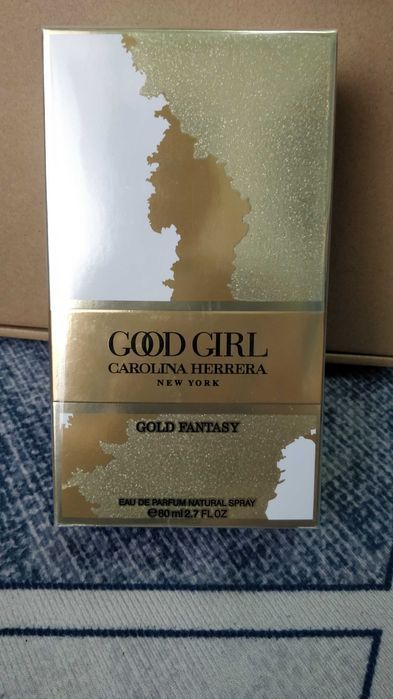 GOOD GIRL
CAROLINA HERRERA
NEW YORK
GOLD FANTASY
EAU DE PARFUM NATURAL SPRAY
℮80 ml 2.7 FL OZ